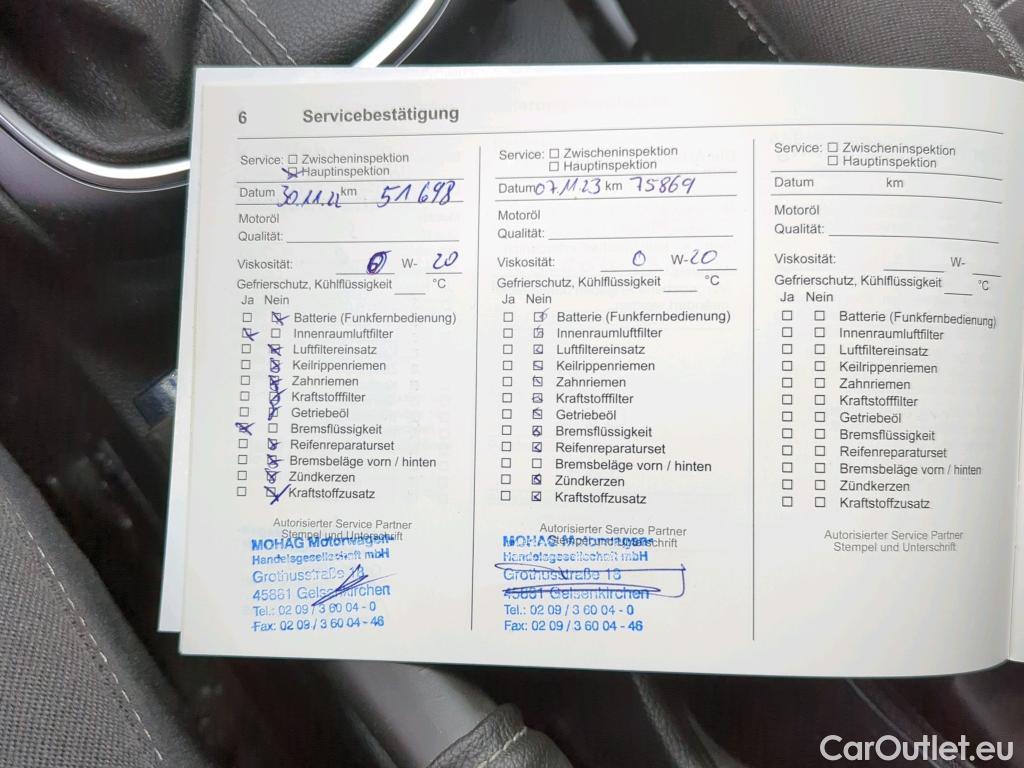 6 Servicebestätigung
Service: Zwischeninspektion
Hauptinspektion
Datum 30.11.22 km 51 698
Motoröl
Qualität:
Viskosität: 0 W- 20
Gefrierschutz, Kühlflüssigkeit °C
Ja Nein
Batterie (Funkfernbedienung)
Innenraumluftfilter
Luftfiltereinsatz
Keilrippenriemen
Zahnriemen
Kraftstofffilter
Getriebeöl
Bremsflüssigkeit
Reifenreparaturset
Bremsbeläge vorn / hinten
Zündkerzen
Kraftstoffzusatz
Autorisierter Service Partner
Stempel und Unterschrift
MOHAG Motorwagen-
Handelsgesellschaft mbH
Grothusstraße 18
45881 Gelsenkirchen
Tel.: 02 09 / 3 60 04 - 0
Fax: 02 09 / 3 60 04 - 46
Service: Zwischeninspektion
Hauptinspektion
Datum 07.11.23 km 75869
Motoröl
Qualität:
Viskosität: 0 W-20
Gefrierschutz, Kühlflüssigkeit °C
Ja Nein
Batterie (Funkfernbedienung)
Innenraumluftfilter
Luftfiltereinsatz
Keilrippenriemen
Zahnriemen
Kraftstofffilter
Getriebeöl
Bremsflüssigkeit
Reifenreparaturset
Bremsbeläge vorn / hinten
Zündkerzen
Kraftstoffzusatz
Autorisierter Service Partner
Stempel und Unterschrift
MOHAG Motorwagen-
Handelsgesellschaft mbH
Grothusstraße 18
45881 Gelsenkirchen
Tel.: 02 09 / 3 60 04 - 0
Fax: 02 09 / 3 60 04 - 46
Service: Zwischeninspektion
Hauptinspektion
Datum km
Motoröl
Qualität:
Viskosität: W-
Gefrierschutz, Kühlflüssigkeit °C
Ja Nein
Batterie (Funkfernbedienung)
Innenraumluftfilter
Luftfiltereinsatz
Keilrippenriemen
Zahnriemen
Kraftstofffilter
Getriebeöl
Bremsflüssigkeit
Reifenreparaturset
Bremsbeläge vorn / hinten
Zündkerzen
Kraftstoffzusatz
Autorisierter Service Partner
Stempel und Unterschrift
CarOutlet.eu